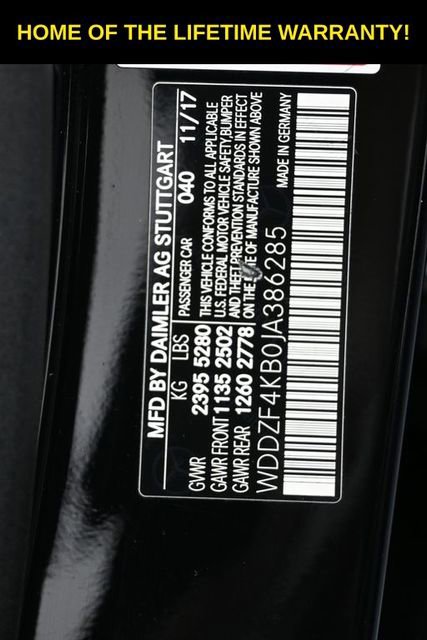 HOME OF THE LIFETIME WARRANTY!
MFD BY DAIMLER AG STUTTGART
KG LBS PASSENGER CAR 040 11/17
GVWR 2395 5280 THIS VEHICLE CONFORMS TO ALL APPLICABLE
GAWR FRONT 1135 2502 U.S. FEDERAL MOTOR VEHICLE SAFETY, BUMPER
GAWR REAR 1260 2778 AND THEFT PREVENTION STANDARDS IN EFFECT
ON THE DATE OF MANUFACTURE SHOWN ABOVE
WDDZF4KB0JA386285 MADE IN GERMANY